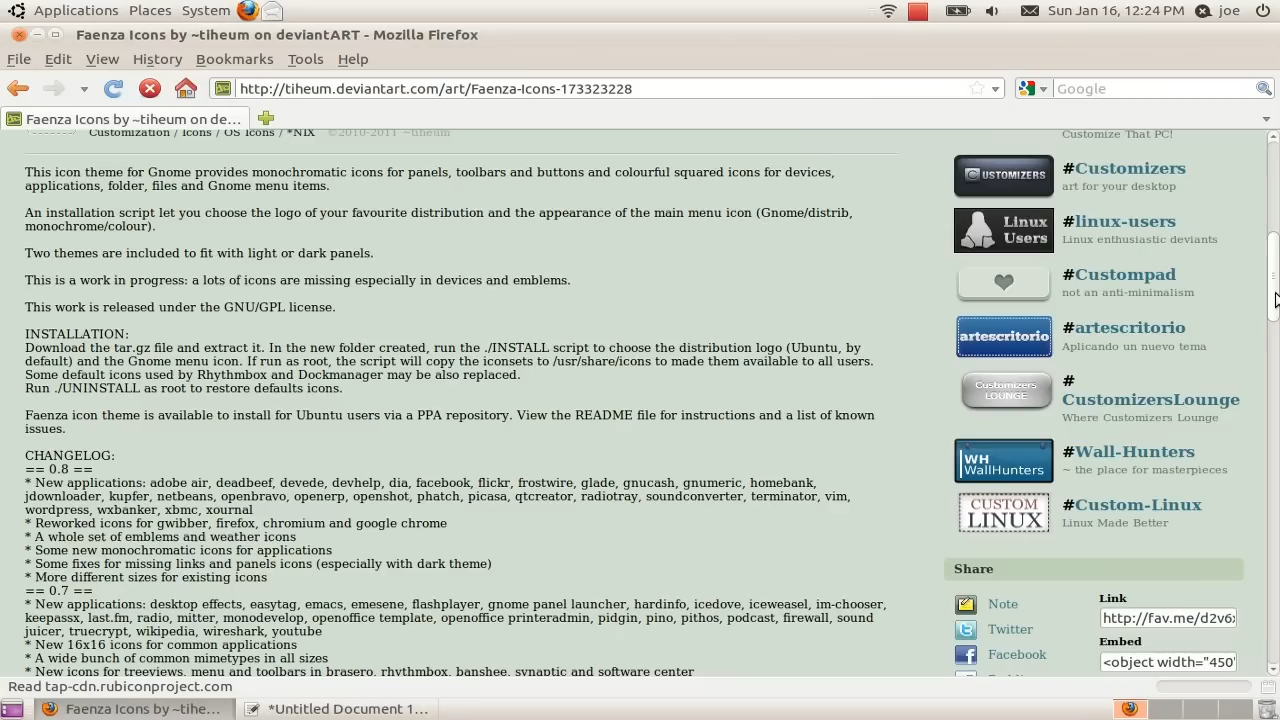 Applications Places System
Sun Jan 16, 12:24 PM joe
Faenza Icons by ~tiheum on deviantART - Mozilla Firefox
File Edit View History Bookmarks Tools Help
http://tiheum.deviantart.com/art/Faenza-Icons-173323228
Google
Faenza Icons by ~tiheum on de...
Customization / Icons / OS Icons / *NIX ©2010-2011 ~tiheum
This icon theme for Gnome provides monochromatic icons for panels, toolbars and buttons and colourful squared icons for devices,
applications, folder, files and Gnome menu items.
An installation script let you choose the logo of your favourite distribution and the appearance of the main menu icon (Gnome/distrib,
monochrome/colour).
Two themes are included to fit with light or dark panels.
This is a work in progress: a lots of icons are missing especially in devices and emblems.
This work is released under the GNU/GPL license.
INSTALLATION:
Download the tar.gz file and extract it. In the folder created, run the ./INSTALL script to choose the distribution logo (Ubuntu, by
default) and the Gnome menu icon. If run as root, the script will copy the iconsets to /usr/share/icons to made them available to all users.
Some default icons used by Rhythmbox and Dockmanager may be also replaced.
Run ./UNINSTALL as root to restore defaults icons.
Faenza icon theme is available to install for Ubuntu users via a PPA repository. View the README file for instructions and a list of known
issues.
CHANGELOG:
== 0.8 ==
* New applications: adobe air, deadbeef, devede, devhelp, dia, facebook, flickr, frostwire, glade, gnucash, gnumeric, homebank,
jdownloader, kupfer, netbeans, openbravo, openerp, openshot, phatch, picasa, qtcreator, radiotray, soundconverter, terminator, vim,
wordpress, wxbanker, xbmc, xournal
* Reworked icons for gwibber, firefox, chromium and google chrome
* A whole set of emblems and weather icons
* Some new monochromatic icons for applications
* Some fixes for missing links and panels icons (especially with dark theme)
* More different sizes for existing icons
== 0.7 ==
* New applications: desktop effects, easytag, emacs, emesene, flashplayer, gnome panel launcher, hardinfo, icedove, iceweasel, im-chooser,
keepassx, last.fm, radio, mitter, monodevelop, openoffice template, openoffice printeradmin, pidgin, pino, pithos, podcast, firewall, sound
juicer, truecrypt, wikipedia, wireshark, youtube
* New 16x16 icons for common applications
* A wide bunch of common mimetypes in all sizes
* New icons for treeviews, menu and toolbars in brasero, rhythmbox, banshee, synaptic and software center
Customize That PC!
CUSTOMIZERS
#Customizers
art for your desktop
Linux
Users
#linux-users
Linux enthusiastic deviants
#Custompad
not an anti-minimalism
artescritorio
#artescritorio
Aplicando un nuevo tema
Customizers
LOUNGE
#
CustomizersLounge
Where Customizers Lounge
WH
WallHunters
#Wall-Hunters
~ the place for masterpieces
CUSTOM
LINUX
#Custom-Linux
Linux Made Better
Share
Note
Twitter
Facebook
Link
http://fav.me/d2v6
Embed
<object width="450"
Read tap-cdn.rubiconproject.com
Faenza Icons by ~tihe...
*Untitled Document 1...